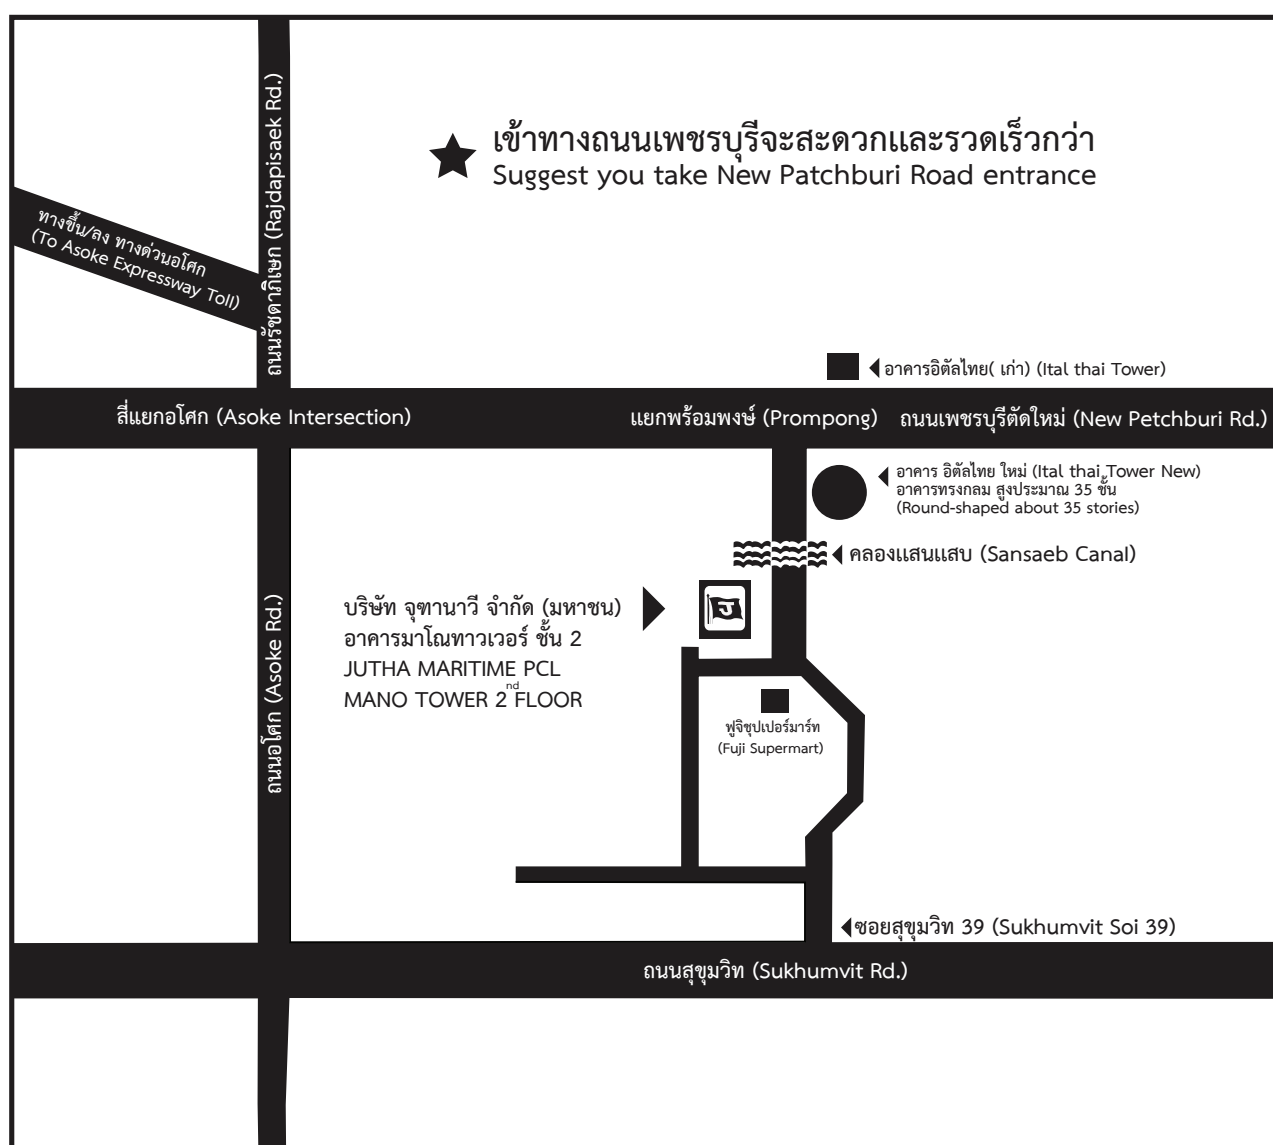 เข้าทางถนนเพชรบุรีจะสะดวกและรวดเร็วกว่า
Suggest you take New Patchburi Road entrance
ถนนรัชดาภิเษก (Rajdapisaek Rd.)
ทางขึ้น/ลง ทางด่วนอโศก
(To Asoke Expressway Toll)
อาคารอิตัลไทย( เก่า) (Ital thai Tower)
สี่แยกอโศก (Asoke Intersection)
แยกพร้อมพงษ์ (Prompong)
ถนนเพชรบุรีตัดใหม่ (New Petchburi Rd.)
อาคาร อิตัลไทย ใหม่ (Ital thai Tower New)
อาคารทรงกลม สูงประมาณ 35 ชั้น
(Round-shaped about 35 stories)
คลองแสนแสบ (Sansaeb Canal)
บริษัท จุฑานาวี จำกัด (มหาชน)
อาคารมาโณทาวเวอร์ ชั้น 2
JUTHA MARITIME PCL
MANO TOWER 2nd FLOOR
J
ถนนอโศก (Asoke Rd.)
ฟูจิซุปเปอร์มาร์ท
(Fuji Supermart)
ซอยสุขุมวิท 39 (Sukhumvit Soi 39)
ถนนสุขุมวิท (Sukhumvit Rd.)